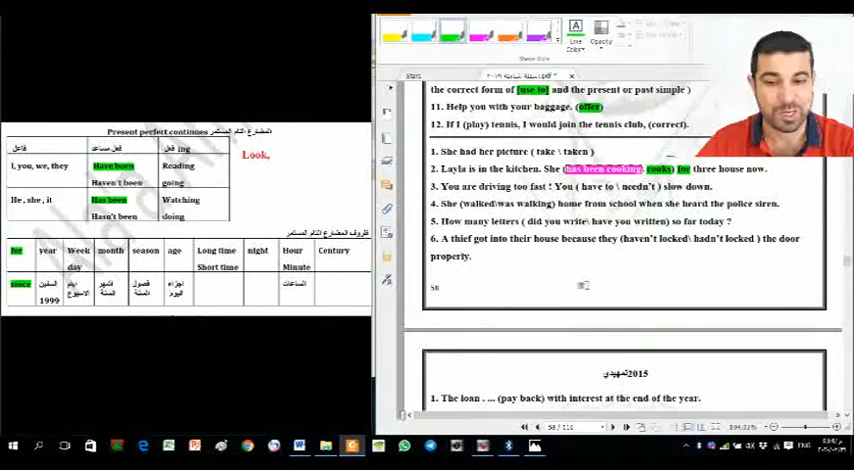 Present perfect continues المضارع التام المستمر
فاعل فعل مساعد فعل ing
I, you, we, they Have been Reading
Haven't been going
He, she, it Has been Watching
Hasn't been doing
Look,
ظروف المضارع التام المستمر
for year Week month season age Long time night Hour Century
day Short time Minute
since السنين ايام اشهر فصول اجزاء الساعات
1999 الاسبوع السنة السنة اليوم
Line Color Opacity
Start
the correct form of [use to] and the present or past simple )
11. Help you with your baggage. (offer)
12. If I (play) tennis, I would join the tennis club, (correct).
1. She had her picture ( take \ taken )
2. Layla is in the kitchen. She (has been cooking, cooks) for three house now.
3. You are driving too fast ! You ( have to \ needn't ) slow down.
4. She (walked\was walking) home from school when she heard the police siren.
5. How many letters ( did you write\ have you written) so far today ?
6. A thief got into their house because they (haven't locked\ hadn't locked ) the door
properly.
58
2015تمهيدي
1. The loan . ... (pay back) with interest at the end of the year.
58 / 110